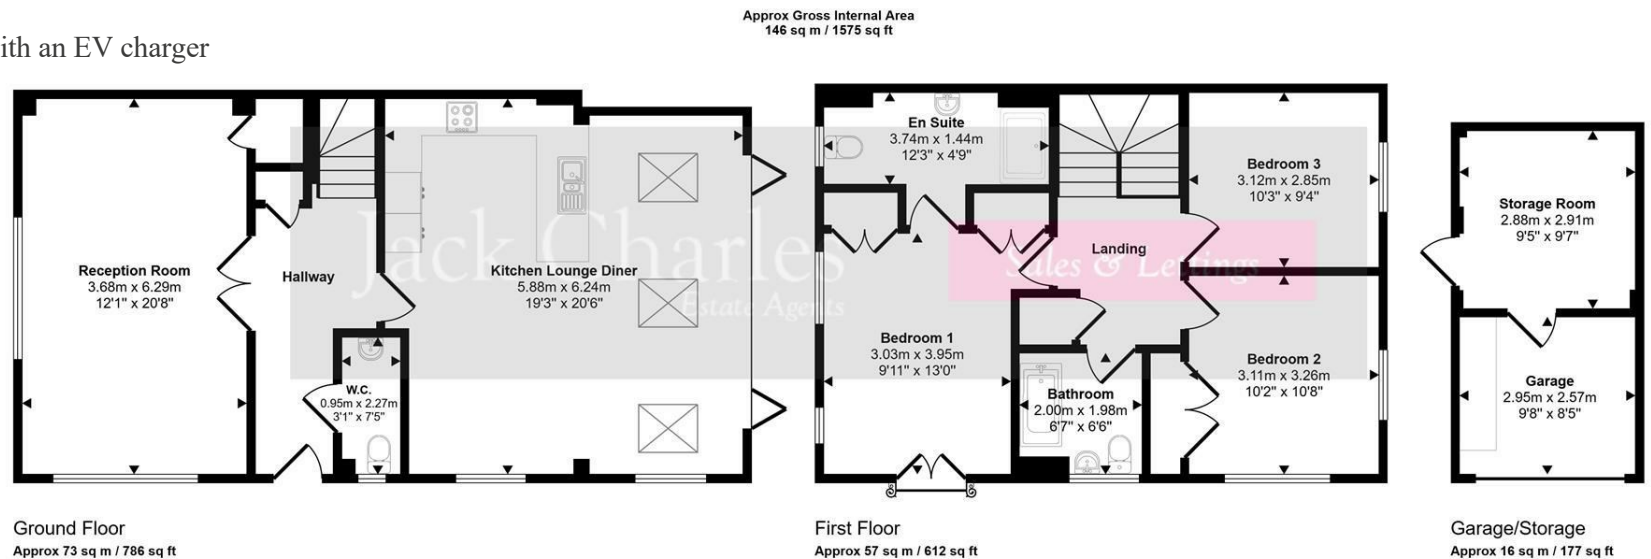 Approx Gross Internal Area
146 sq m / 1575 sq ft
ith an EV charger
Reception Room
3.68m x 6.29m
12'1" x 20'8"
Hallway
W.C.
0.95m x 2.27m
3'1" x 7'5"
Kitchen Lounge Diner
5.88m x 6.24m
19'3" x 20'6"
Jack Charles
Estate Agents
Sales & Lettings
En Suite
3.74m x 1.44m
12'3" x 4'9"
Bedroom 3
3.12m x 2.85m
10'3" x 9'4"
Landing
Bedroom 1
3.03m x 3.95m
9'11" x 13'0"
Bathroom
2.00m x 1.98m
6'7" x 6'6"
Bedroom 2
3.11m x 3.26m
10'2" x 10'8"
Storage Room
2.88m x 2.91m
9'5" x 9'7"
Garage
2.95m x 2.57m
9'8" x 8'5"
Ground Floor
Approx 73 sq m / 786 sq ft
First Floor
Approx 57 sq m / 612 sq ft
Garage/Storage
Approx 16 sq m / 177 sq ft